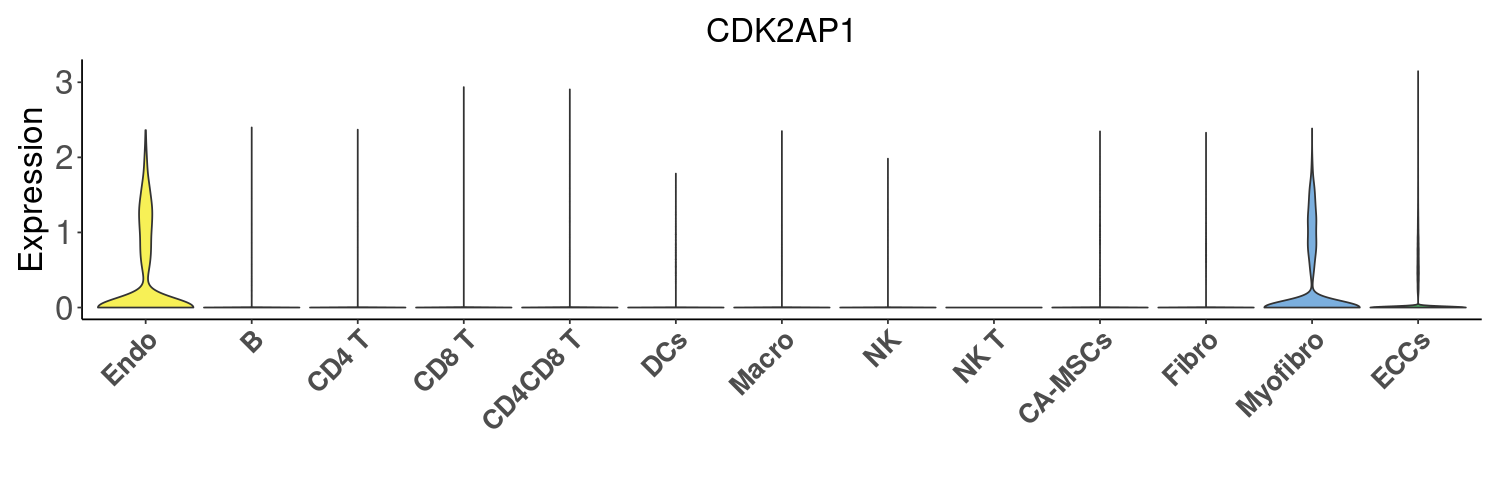 CDK2AP1
Expression
3
2
1
0
Endo
B
CD4 T
CD8 T
CD4CD8 T
DCs
Macro
NK
NK T
CA-MSCs
Fibro
Myofibro
ECCs